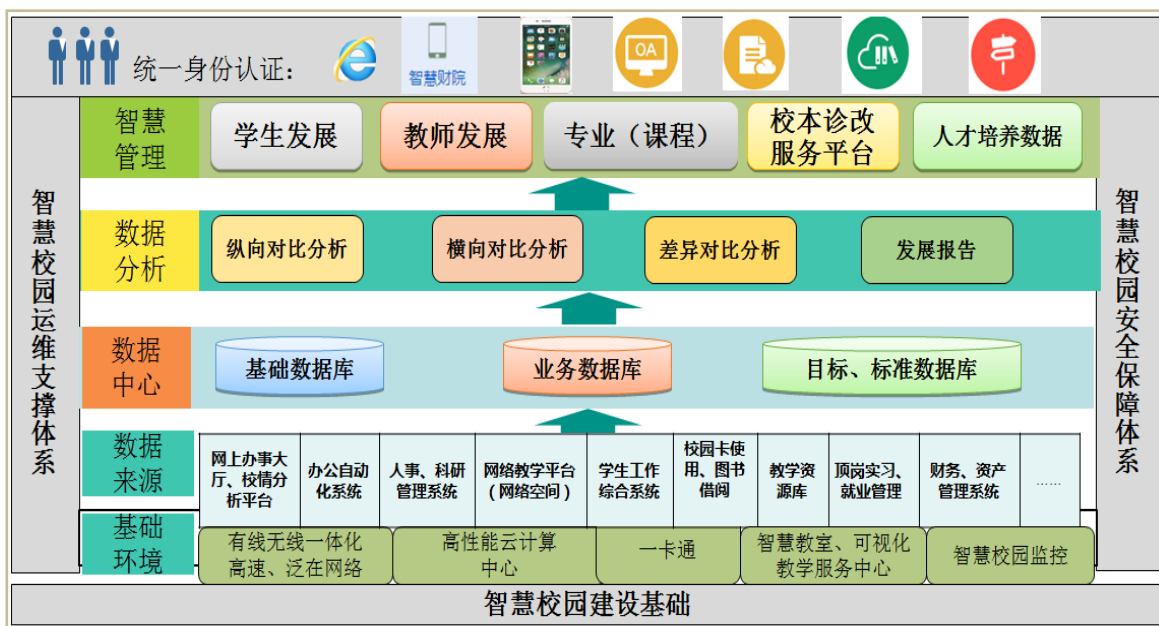 统一身份认证：
智慧财院
OA
智慧校园运维支撑体系
智慧
管理
学生发展
教师发展
专业（课程）
校本诊改
服务平台
人才培养数据
数据
分析
纵向对比分析
横向对比分析
差异对比分析
发展报告
数据
中心
基础数据库
业务数据库
目标、标准数据库
数据
来源
网上办事大
厅、校情分
析平台
办公自动
化系统
人事、科研
管理系统
网络教学平台
（网络空间）
学生工作
综合系统
校园卡使
用、图书
借阅
教学资
源库
顶岗实习、
就业管理
财务、资产
管理系统
……
基础
环境
有线无线一体化
高速、泛在网络
高性能云计算
中心
一卡通
智慧教室、可视化
教学服务中心
智慧校园监控
智慧校园安全保障体系
智慧校园建设基础